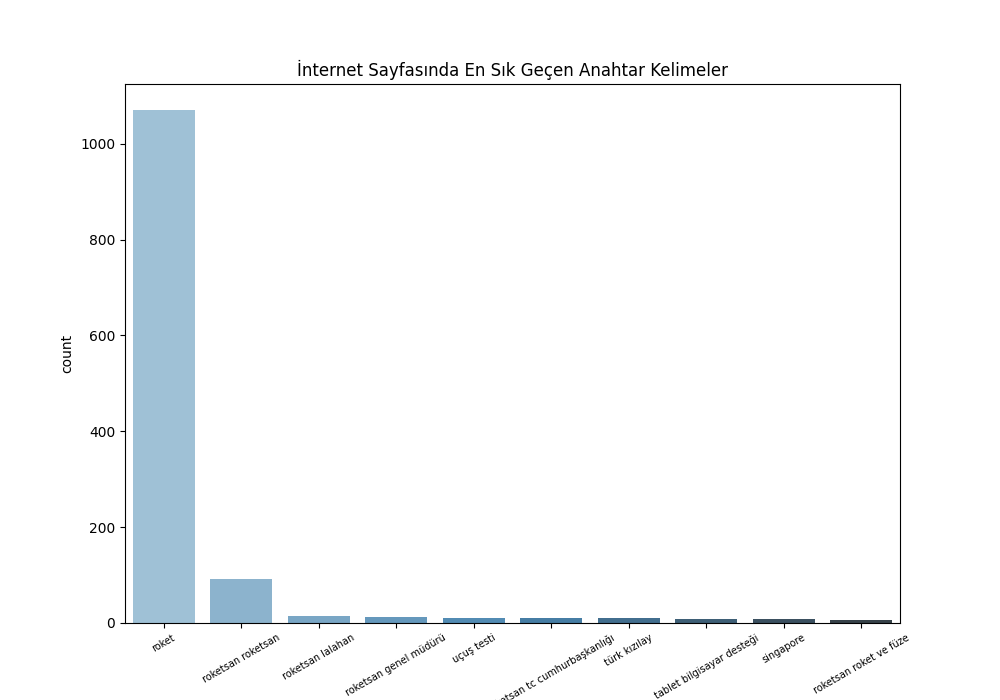 İnternet Sayfasında En Sık Geçen Anahtar Kelimeler
count
1000
800
600
400
200
0
roket
roketsan roketsan
roketsan lalahan
roketsan genel müdürü
uçuş testi
tc cumhurbaşkanlığı
türk kızılay
tablet bilgisayar desteği
singapore
roketsan roket ve füze